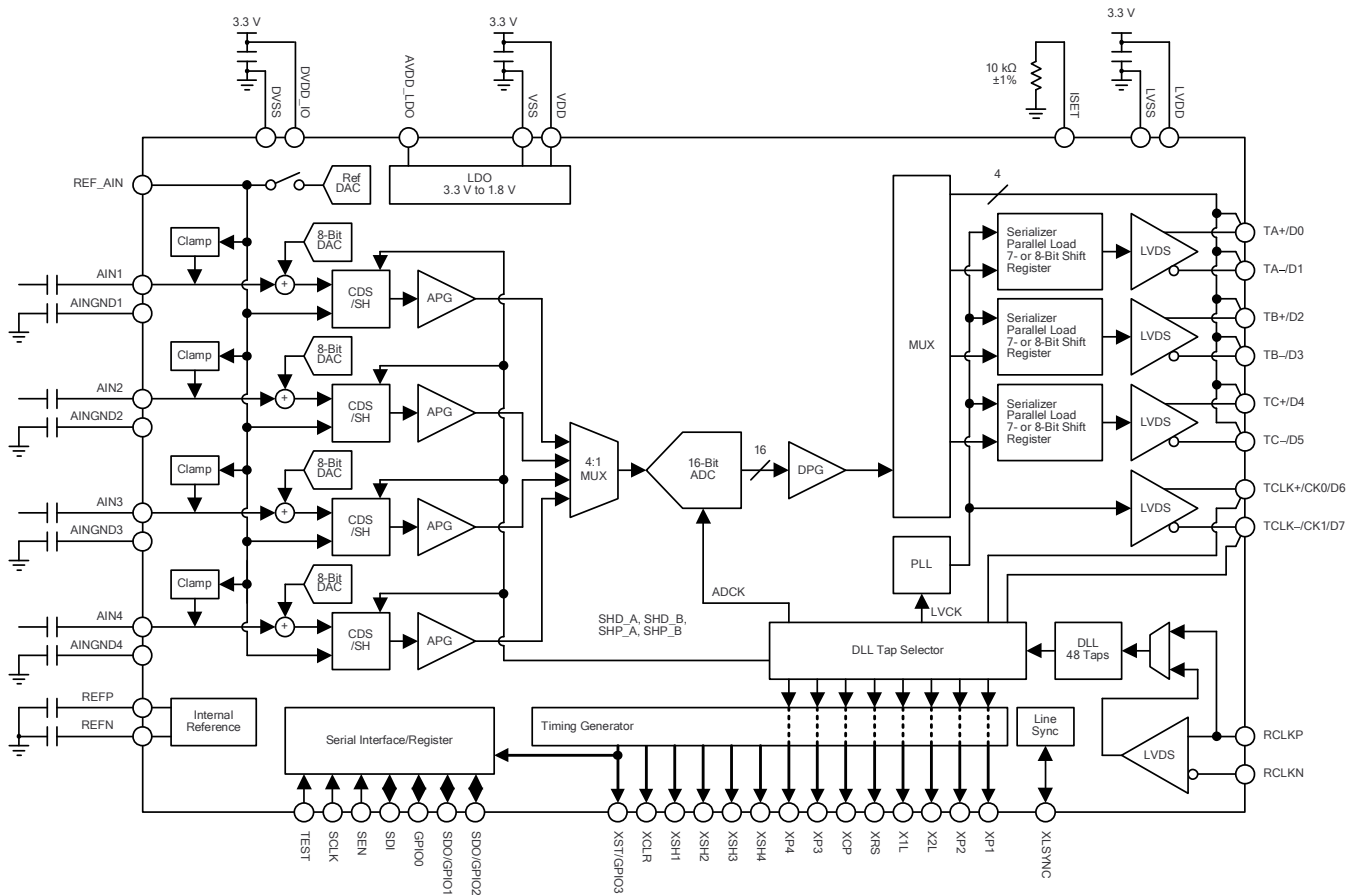 3.3 V
3.3 V
3.3 V
10 kΩ
±1%
DVSS
DVDD_IO
AVDD_LDO
VSS
VDD
ISET
LVSS
LVDD
REF_AIN
Ref
DAC
LDO
3.3 V to 1.8 V
4
Clamp
8-Bit
DAC
AIN1
+
AINGND1
CDS
/SH
APG
Clamp
8-Bit
DAC
AIN2
+
AINGND2
CDS
/SH
APG
Clamp
8-Bit
DAC
AIN3
+
AINGND3
CDS
/SH
APG
Clamp
8-Bit
DAC
AIN4
+
AINGND4
CDS
/SH
APG
4:1
MUX
16-Bit
ADC
16
DPG
MUX
Serializer
Parallel Load
7- or 8-Bit Shift
Register
LVDS
TA+/D0
TA–/D1
Serializer
Parallel Load
7- or 8-Bit Shift
Register
LVDS
TB+/D2
TB–/D3
Serializer
Parallel Load
7- or 8-Bit Shift
Register
LVDS
TC+/D4
TC–/D5
LVDS
TCLK+/CK0/D6
TCLK–/CK1/D7
PLL
ADCK
LVCK
SHD_A, SHD_B,
SHP_A, SHP_B
DLL Tap Selector
DLL
48 Taps
REFP
REFN
Internal
Reference
Serial Interface/Register
Timing Generator
Line
Sync
LVDS
RCLKP
RCLKN
TEST
SCLK
SEN
SDI
GPIO0
SDO/GPIO1
SDO/GPIO2
XST/GPIO3
XCLR
XSH1
XSH2
XSH3
XSH4
XP4
XP3
XCP
XRS
X1L
X2L
XP2
XP1
XLSYNC